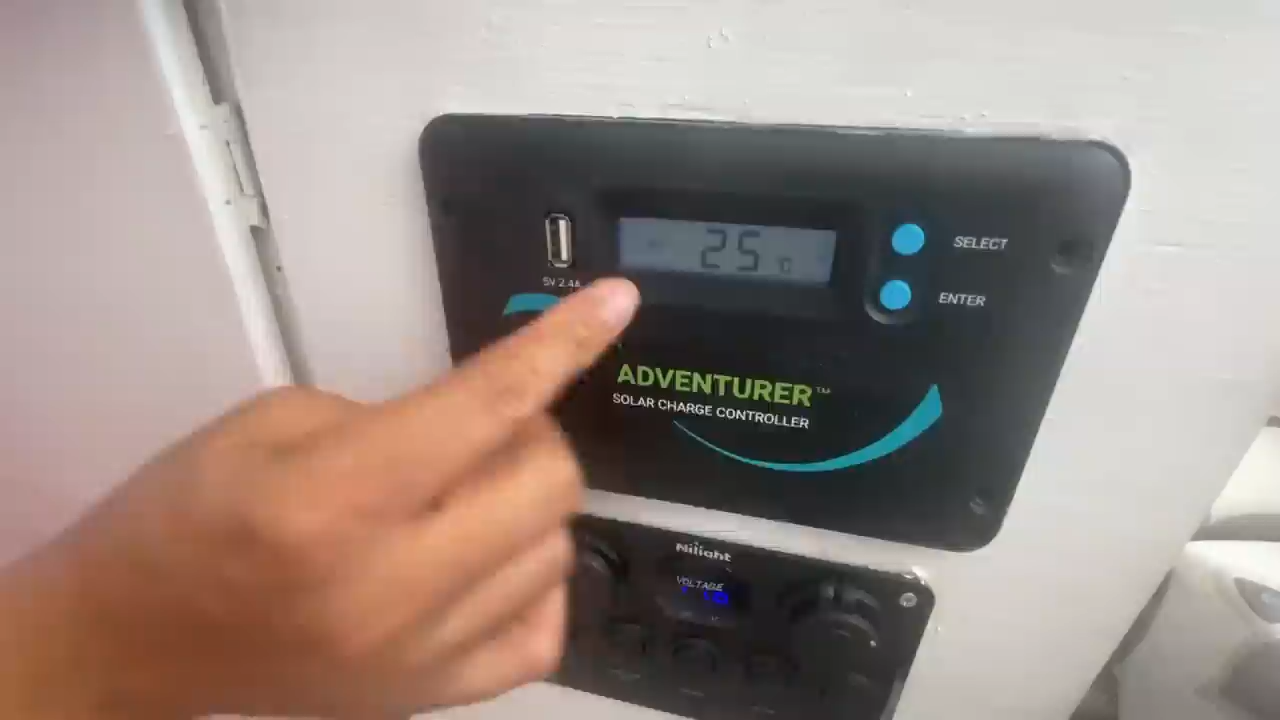 25 °C
SELECT
5V 2.4A
ENTER
ADVENTURER™
SOLAR CHARGE CONTROLLER
Nilight
VOLTAGE